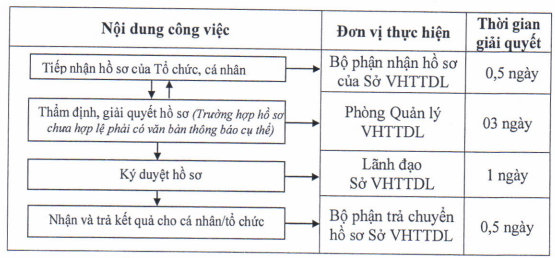 Nội dung công việc
Đơn vị thực hiện
Thời gian
giải quyết
Tiếp nhận hồ sơ của Tổ chức, cá nhân
Bộ phận nhận hồ sơ
của Sở VHTTDL
0,5 ngày
Thẩm định, giải quyết hồ sơ (Trường hợp hồ sơ
chưa hợp lệ phải có văn bản thông báo cụ thể)
Phòng Quản lý
VHTTDL
03 ngày
Ký duyệt hồ sơ
Lãnh đạo
Sở VHTTDL
1 ngày
Nhận và trả kết quả cho cá nhân/tổ chức
Bộ phận trả chuyển
hồ sơ Sở VHTTDL
0,5 ngày